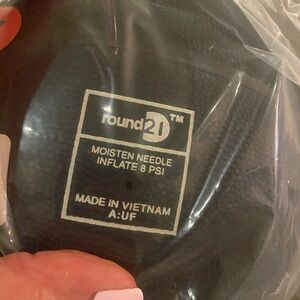 round21™
MOISTEN NEEDLE
INFLATE 8 PSI
MADE IN VIETNAM
A:UF